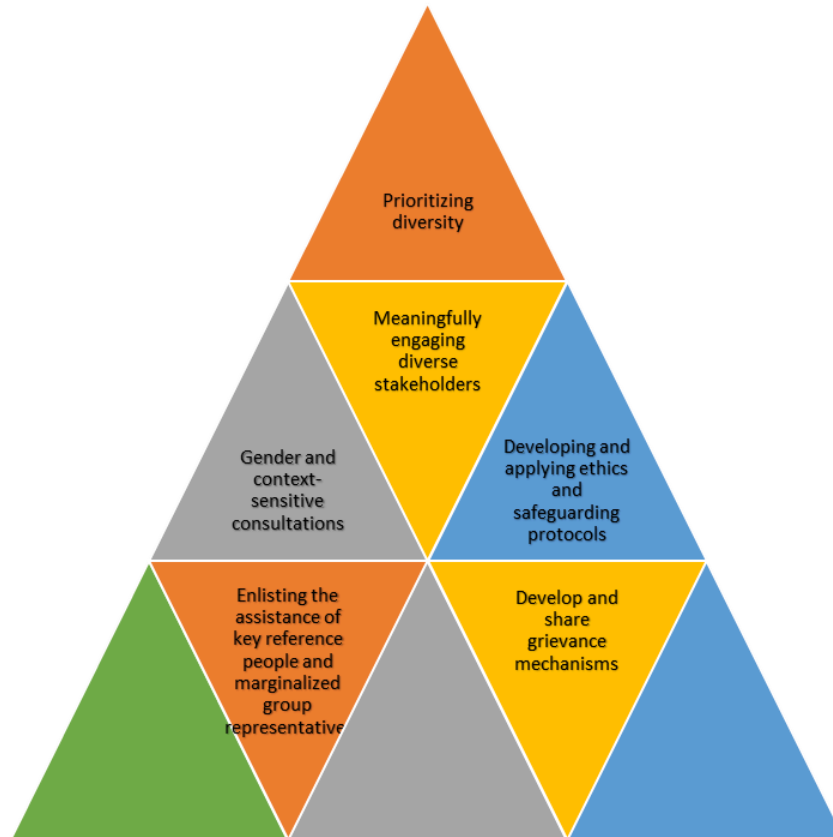 Prioritizing
diversity
Meaningfully
engaging
diverse
stakeholders
Gender and
context-
sensitive
consultations
Developing and
applying ethics
and
safeguarding
protocols
Enlisting the
assistance of
key reference
people and
marginalized
group
representative
Develop and
share
grievance
mechanisms